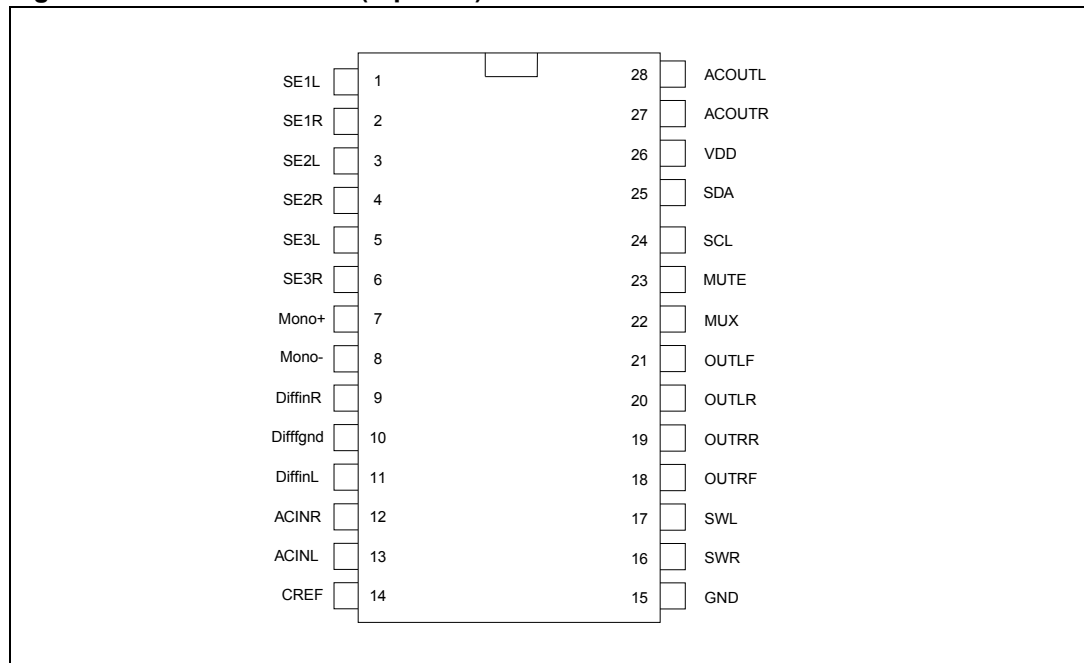 SE1L 1 28 ACOUTL
SE1R 2 27 ACOUTR
SE2L 3 26 VDD
SE2R 4 25 SDA
SE3L 5 24 SCL
SE3R 6 23 MUTE
Mono+ 7 22 MUX
Mono- 8 21 OUTLF
DiffinR 9 20 OUTLR
Difffgnd 10 19 OUTRR
DiffinL 11 18 OUTRF
ACINR 12 17 SWL
ACINL 13 16 SWR
CREF 14 15 GND